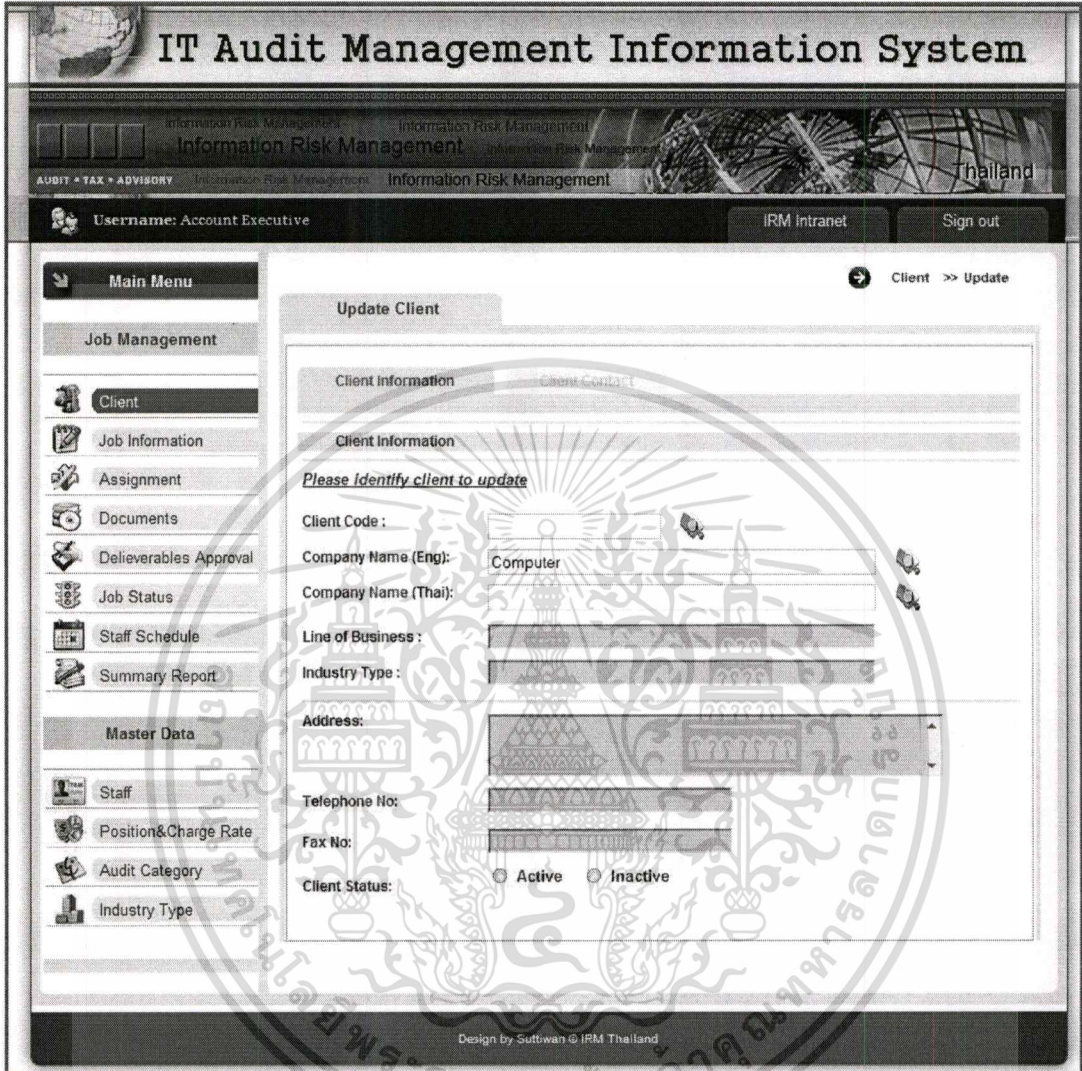 IT Audit Management Information System
Information Risk Management Information Risk Management
Information Risk Management Information Risk Management
AUDIT • TAX • ADVISORY Information Risk Management Information Risk Management
Thailand
Username: Account Executive
IRM Intranet
Sign out
Main Menu
Client >> Update
Update Client
Job Management
Client Information
Client Contact
Client
Job Information
Client Information
Assignment
Please identify client to update
Documents
Client Code :
Delieverables Approval
Company Name (Eng): Computer
Job Status
Company Name (Thai):
Staff Schedule
Line of Business :
Summary Report
Industry Type :
Master Data
Address:
Staff
Telephone No:
Position&Charge Rate
Fax No:
Audit Category
Client Status: Active Inactive
Industry Type
Design by Suttiwan © IRM Thailand